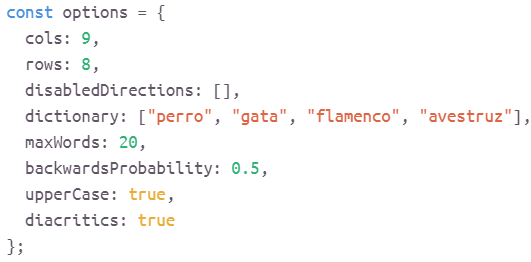 const options = {
  cols: 9,
  rows: 8,
  disabledDirections: [],
  dictionary: ["perro", "gata", "flamenco", "avestruz"],
  maxWords: 20,
  backwardsProbability: 0.5,
  upperCase: true,
  diacritics: true
};